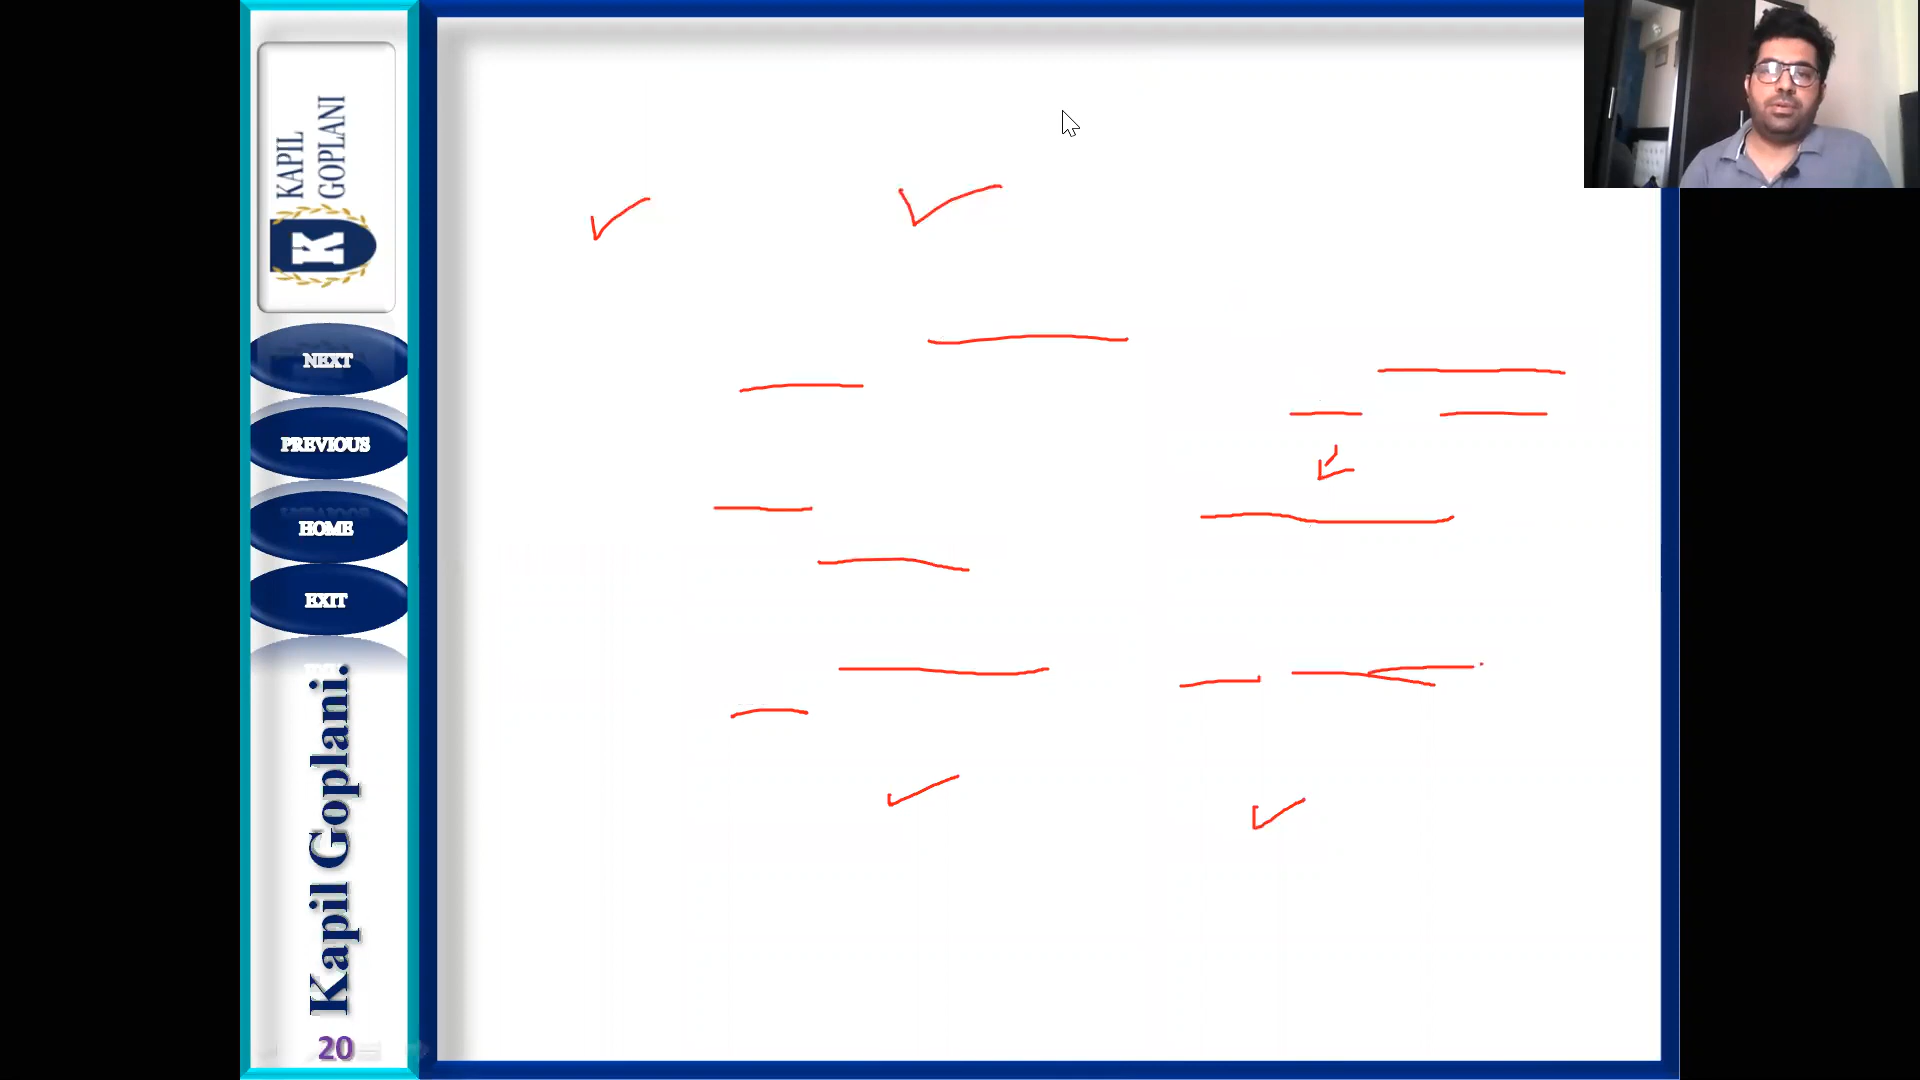 KAPIL
GOPLANI
K
NEXT
PREVIOUS
HOME
EXIT
Kapil Goplani.
20